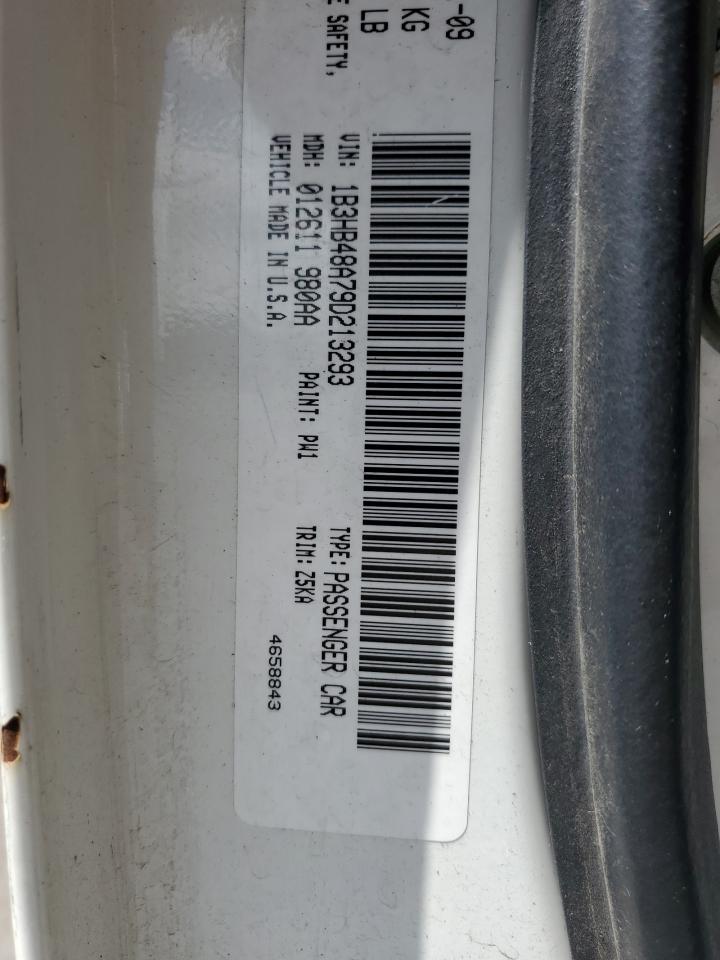 -09
KG
LB
E SAFETY,
VIN: 1B3HB48A79D213293 TYPE: PASSENGER CAR
MDH: 012611 980AA PAINT: PW1 TRIM: Z5KA
VEHICLE MADE IN U.S.A. 4658843